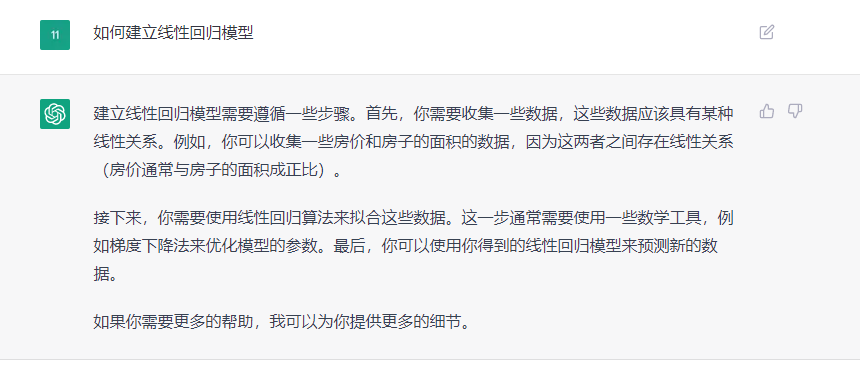 11
如何建立线性回归模型
建立线性回归模型需要遵循一些步骤。首先，你需要收集一些数据，这些数据应该具有某种
线性关系。例如，你可以收集一些房价和房子的面积的数据，因为这两者之间存在线性关系
（房价通常与房子的面积成正比）。
接下来，你需要使用线性回归算法来拟合这些数据。这一步通常需要使用一些数学工具，例
如梯度下降法来优化模型的参数。最后，你可以使用你得到的线性回归模型来预测新的数
据。
如果你需要更多的帮助，我可以为你提供更多的细节。